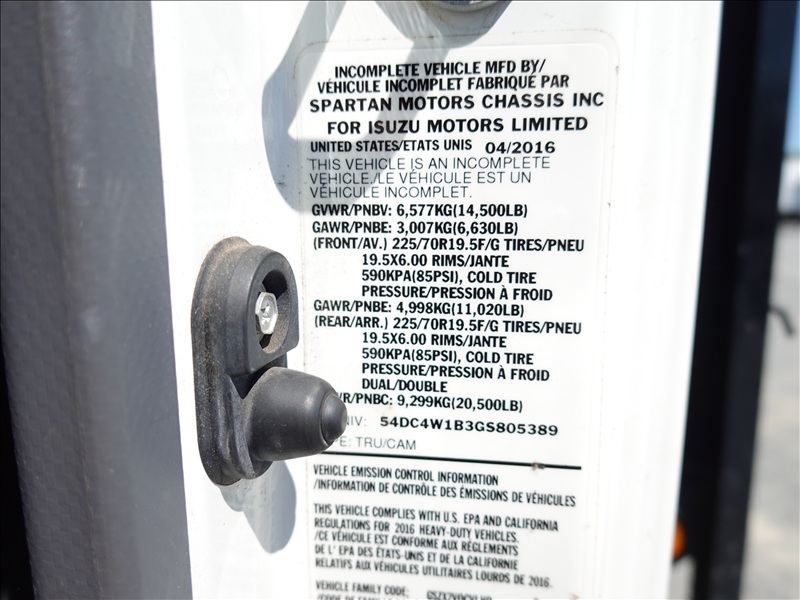 INCOMPLETE VEHICLE MFD BY/
VÉHICULE INCOMPLET FABRIQUÉ PAR
SPARTAN MOTORS CHASSIS INC
FOR ISUZU MOTORS LIMITED
UNITED STATES/ETATS UNIS 04/2016
THIS VEHICLE IS AN INCOMPLETE
VEHICLE./LE VÉHICULE EST UN
VÉHICULE INCOMPLET.
GVWR/PNBV: 6,577KG(14,500LB)
GAWR/PNBE: 3,007KG(6,630LB)
(FRONT/AV.) 225/70R19.5F/G TIRES/PNEU
19.5X6.00 RIMS/JANTE
590KPA(85PSI), COLD TIRE
PRESSURE/PRESSION À FROID
GAWR/PNBE: 4,998KG(11,020LB)
(REAR/ARR.) 225/70R19.5F/G TIRES/PNEU
19.5X6.00 RIMS/JANTE
590KPA(85PSI), COLD TIRE
PRESSURE/PRESSION À FROID
DUAL/DOUBLE
R/PNBC: 9,299KG(20,500LB)
NIV: 54DC4W1B3GS805389
PE: TRU/CAM
VEHICLE EMISSION CONTROL INFORMATION
/INFORMATION DE CONTRÔLE DES ÉMISSIONS DE VÉHICULES
THIS VEHICLE COMPLIES WITH U.S. EPA AND CALIFORNIA
REGULATIONS FOR 2016 HEAVY-DUTY VEHICLES.
/CE VÉHICULE EST CONFORME AUX RÉGLEMENTS
DE L' EPA DES ÉTATS-UNIS ET DE LA CALIFORNIE
RELATIFS AUX VÉHICULES UTILITAIRES LOURDS DE 2016.
VEHICLE FAMILY CODE: